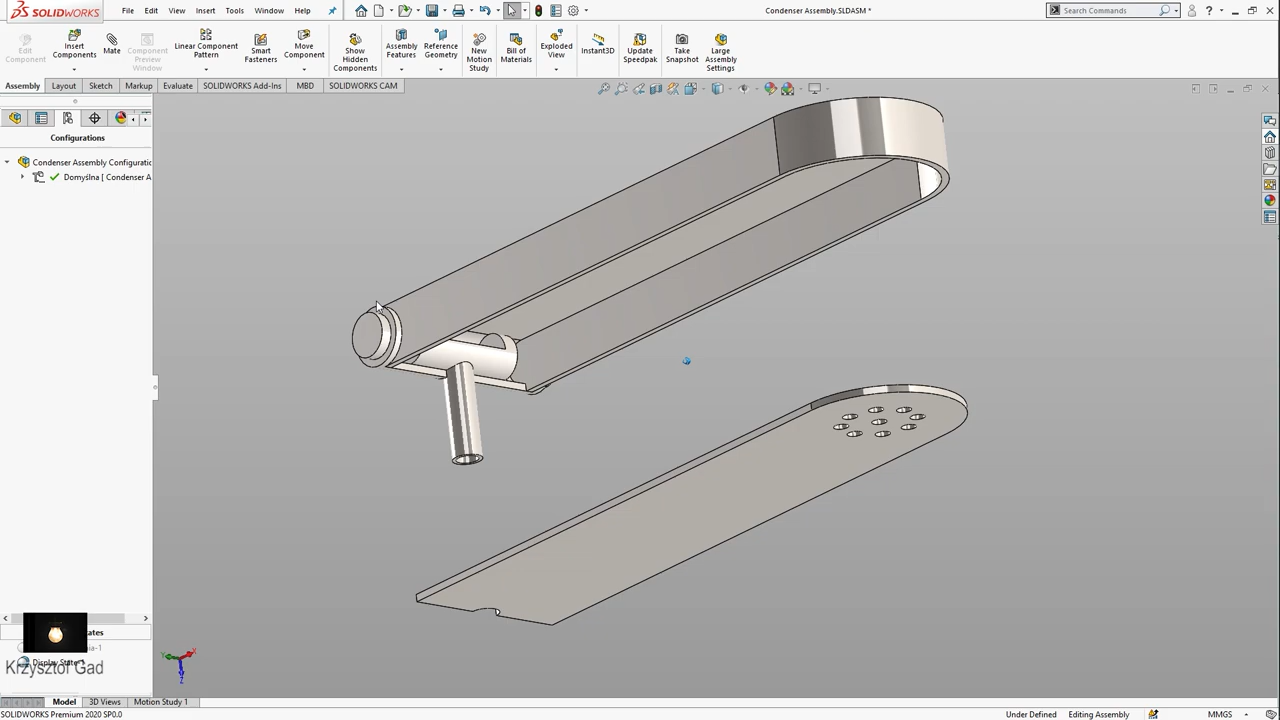 SOLIDWORKS
File
Edit
View
Insert
Tools
Window
Help
Condenser Assembly.SLDASM *
Search Commands
Edit
Component
Insert
Components
Mate
Component
Preview
Window
Linear Component
Pattern
Smart
Fasteners
Move
Component
Show
Hidden
Components
Assembly
Features
Reference
Geometry
New
Motion
Study
Bill of
Materials
Exploded
View
Instant3D
Update
Speedpak
Take
Snapshot
Large
Assembly
Settings
Assembly
Layout
Sketch
Markup
Evaluate
SOLIDWORKS Add-Ins
MBD
SOLIDWORKS CAM
Configurations
Condenser Assembly Configuratio
Domyślna [ Condenser A
Krzysztof Gad
Model
3D Views
Motion Study 1
SOLIDWORKS Premium 2020 SP0.0
Under Defined
Editing Assembly
MMGS